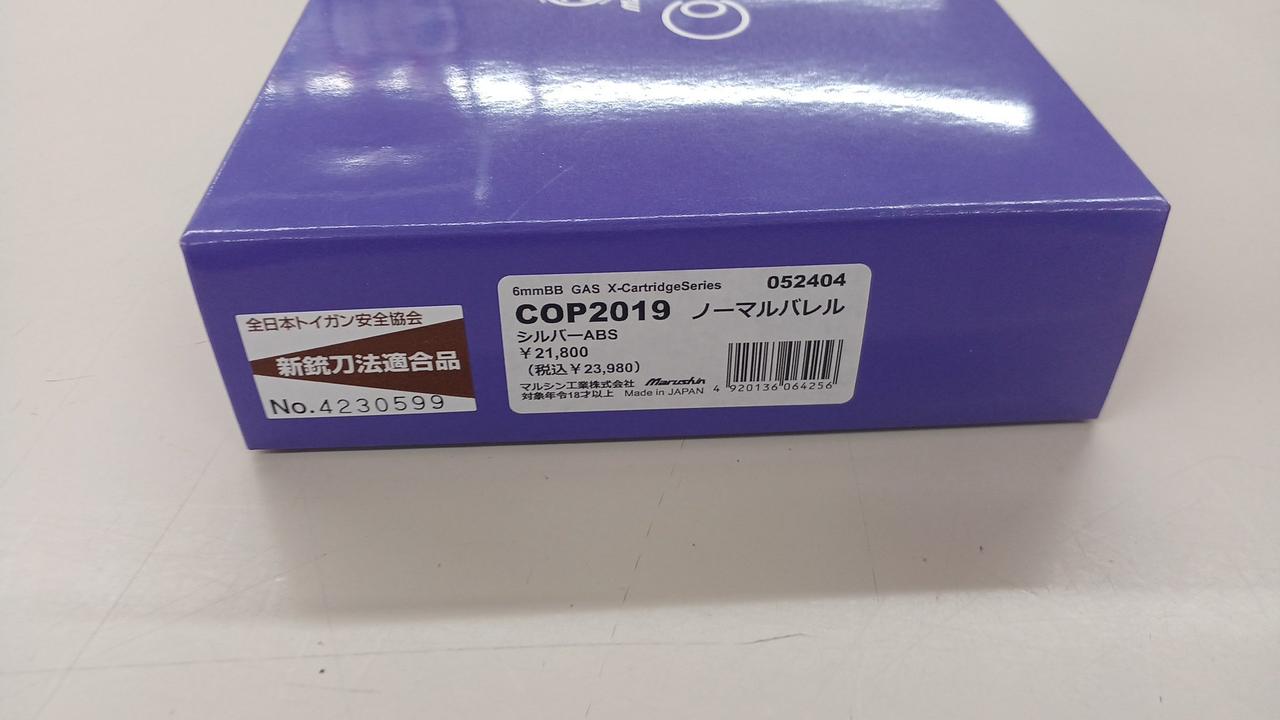 全日本トイガン安全協会
新銃刀法適合品
No.4230599
6mmBB GAS X-CartridgeSeries 052404
COP2019 ノーマルバレル
シルバーABS
￥21,800
（税込￥23,980）
マルシン工業株式会社 Marushin
対象年令18才以上 Made in JAPAN
4 920136 064256